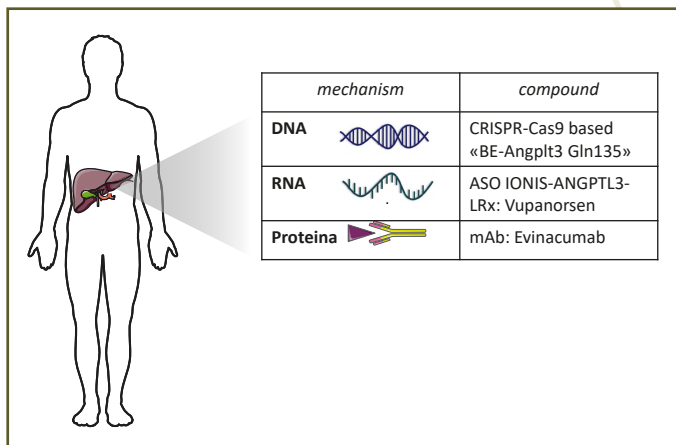 mechanism compound
DNA CRISPR-Cas9 based
«BE-Angplt3 Gln135»
RNA ASO IONIS-ANGPTL3-
LRx: Vupanorsen
Proteina mAb: Evinacumab